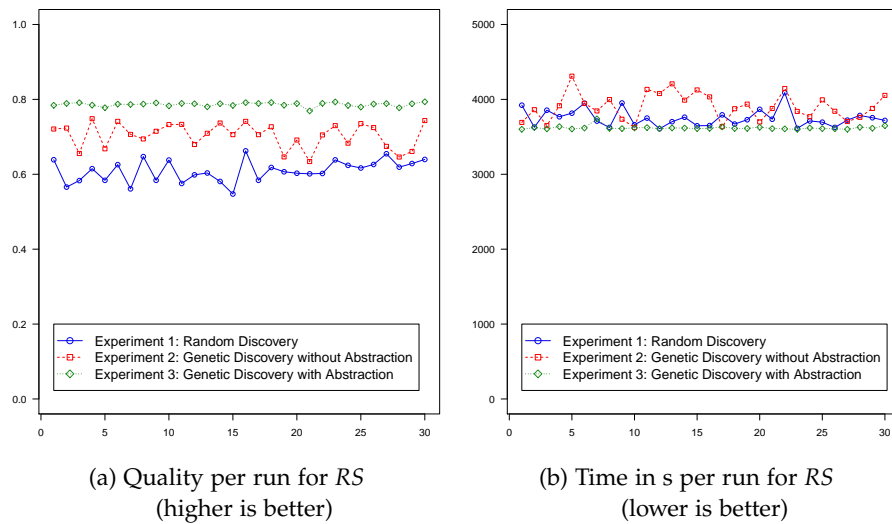 1.0
0.8
0.6
0.4
0.2
0.0
Experiment 1: Random Discovery
Experiment 2: Genetic Discovery without Abstraction
Experiment 3: Genetic Discovery with Abstraction
0 5 10 15 20 25 30
(a) Quality per run for RS
(higher is better)
5000
4000
3000
2000
1000
0
Experiment 1: Random Discovery
Experiment 2: Genetic Discovery without Abstraction
Experiment 3: Genetic Discovery with Abstraction
0 5 10 15 20 25 30
(b) Time in s per run for RS
(lower is better)